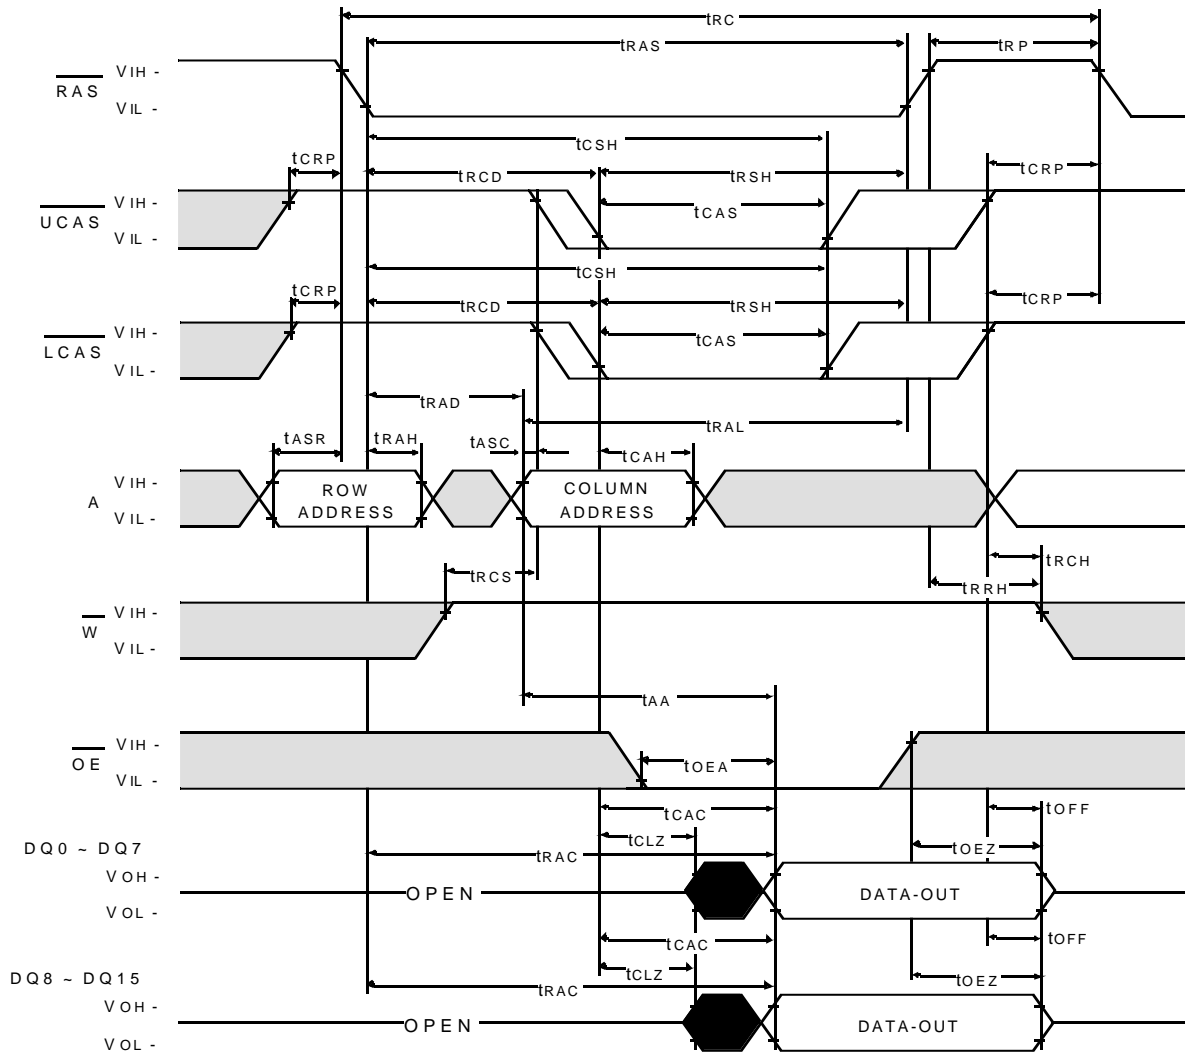 tRC
tRAS
tRP
RAS
VIH -
VIL -
tCSH
tCRP
tRCD
tRSH
tCRP
UCAS
VIH -
VIL -
tCAS
tCSH
tCRP
tRCD
tRSH
tCRP
LCAS
VIH -
VIL -
tCAS
tRAD
tRAL
tASR
tRAH
tASC
tCAH
A
VIH -
VIL -
ROW
ADDRESS
COLUMN
ADDRESS
tRCS
tRCH
tRRH
W
VIH -
VIL -
tAA
OE
VIH -
VIL -
tOEA
tCAC
tOFF
tCLZ
tOEZ
tRAC
DQ0 ~ DQ7
VOH -
VOL -
OPEN
DATA-OUT
tCAC
tOFF
tCLZ
tOEZ
tRAC
DQ8 ~ DQ15
VOH -
VOL -
OPEN
DATA-OUT